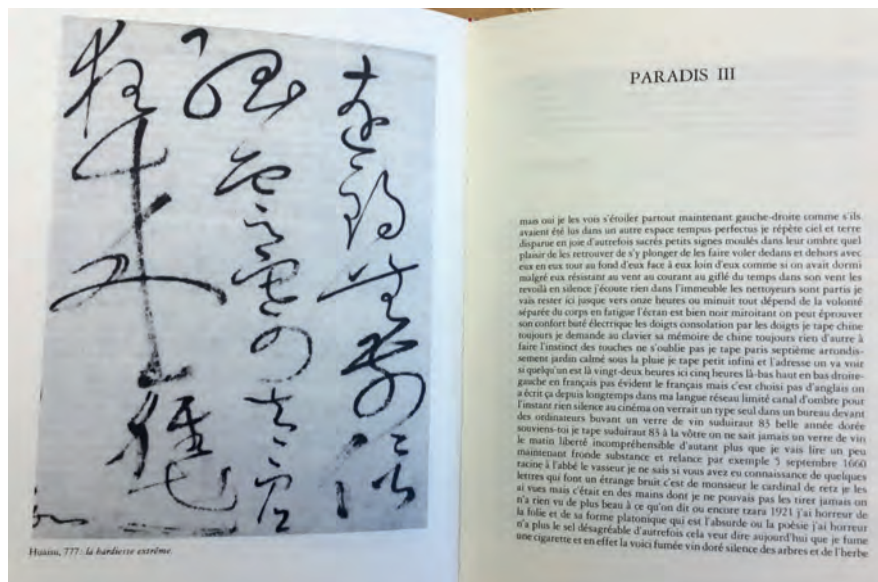 遠錫無前侶
孤雲寄太虛
狂來輕世
Huaisu, 777 : la hardiesse extrême.
PARADIS III
mais oui je les vois s'étoiler partout maintenant gauche-droite comme s'ils
avaient été lus dans un autre espace tempus perfectus je répète ciel et terre
disparue en joie d'autrefois sacrés petits signes moulés dans leur ombre quel
plaisir de les retrouver de s'y plonger de les faire voler dedans et dehors avec
eux en eux tout au fond d'eux face à eux loin d'eux comme si on avait dormi
malgré eux résistant au vent au courant au giflé du temps dans son vent les
revoilà en silence j'écoute rien dans l'immeuble les nettoyeurs sont partis je
vais rester ici jusque vers onze heures ou minuit tout dépend de la volonté
séparée du corps en fatigue l'écran est bien noir miroitant on peut éprouver
son confort buté électrique les doigts consolation par les doigts je tape chine
toujours je demande au clavier sa mémoire de chine toujours rien d'autre à
faire l'instinct des touches ne s'oublie pas je tape paris septième arrondis-
sement jardin calme sous la pluie je tape petit infini et l'adresse on va voir
si quelqu'un est là vingt-deux heures ici cinq heures là-bas haut en bas droite-
gauche en français pas évident le français mais c'est choisi pas d'anglais on
a écrit ça depuis longtemps dans ma langue réseau limité canal d'ombre pour
l'instant rien silence au cinéma on verrait un type seul dans un bureau devant
des ordinateurs buvant un verre de vin suduiraut 83 belle année dorée
souviens-toi je tape suduiraut 83 à la vôtre on ne sait jamais un verre de vin
le matin liberté incompréhensible d'autant plus que je vais lire un peu
maintenant fronde substance et relance par exemple 5 septembre 1660
racine à l'abbé le vasseur je ne sais si vous avez eu connaissance de quelques
lettres qui font un étrange bruit c'est de monsieur le cardinal de retz je les
ai vues mais c'était en des mains dont je ne pouvais pas les tirer jamais on
n'a rien vu de plus beau à ce qu'on dit ou encore tzara 1921 j'ai horreur de
la folie et de sa forme platonique qui est l'absurde ou la poésie j'ai horreur
n'a plus le sel désagréable d'autrefois cela veut dire aujourd'hui que je fume
une cigarette et en effet la voici fumée vin doré silence des arbres et de l'herbe